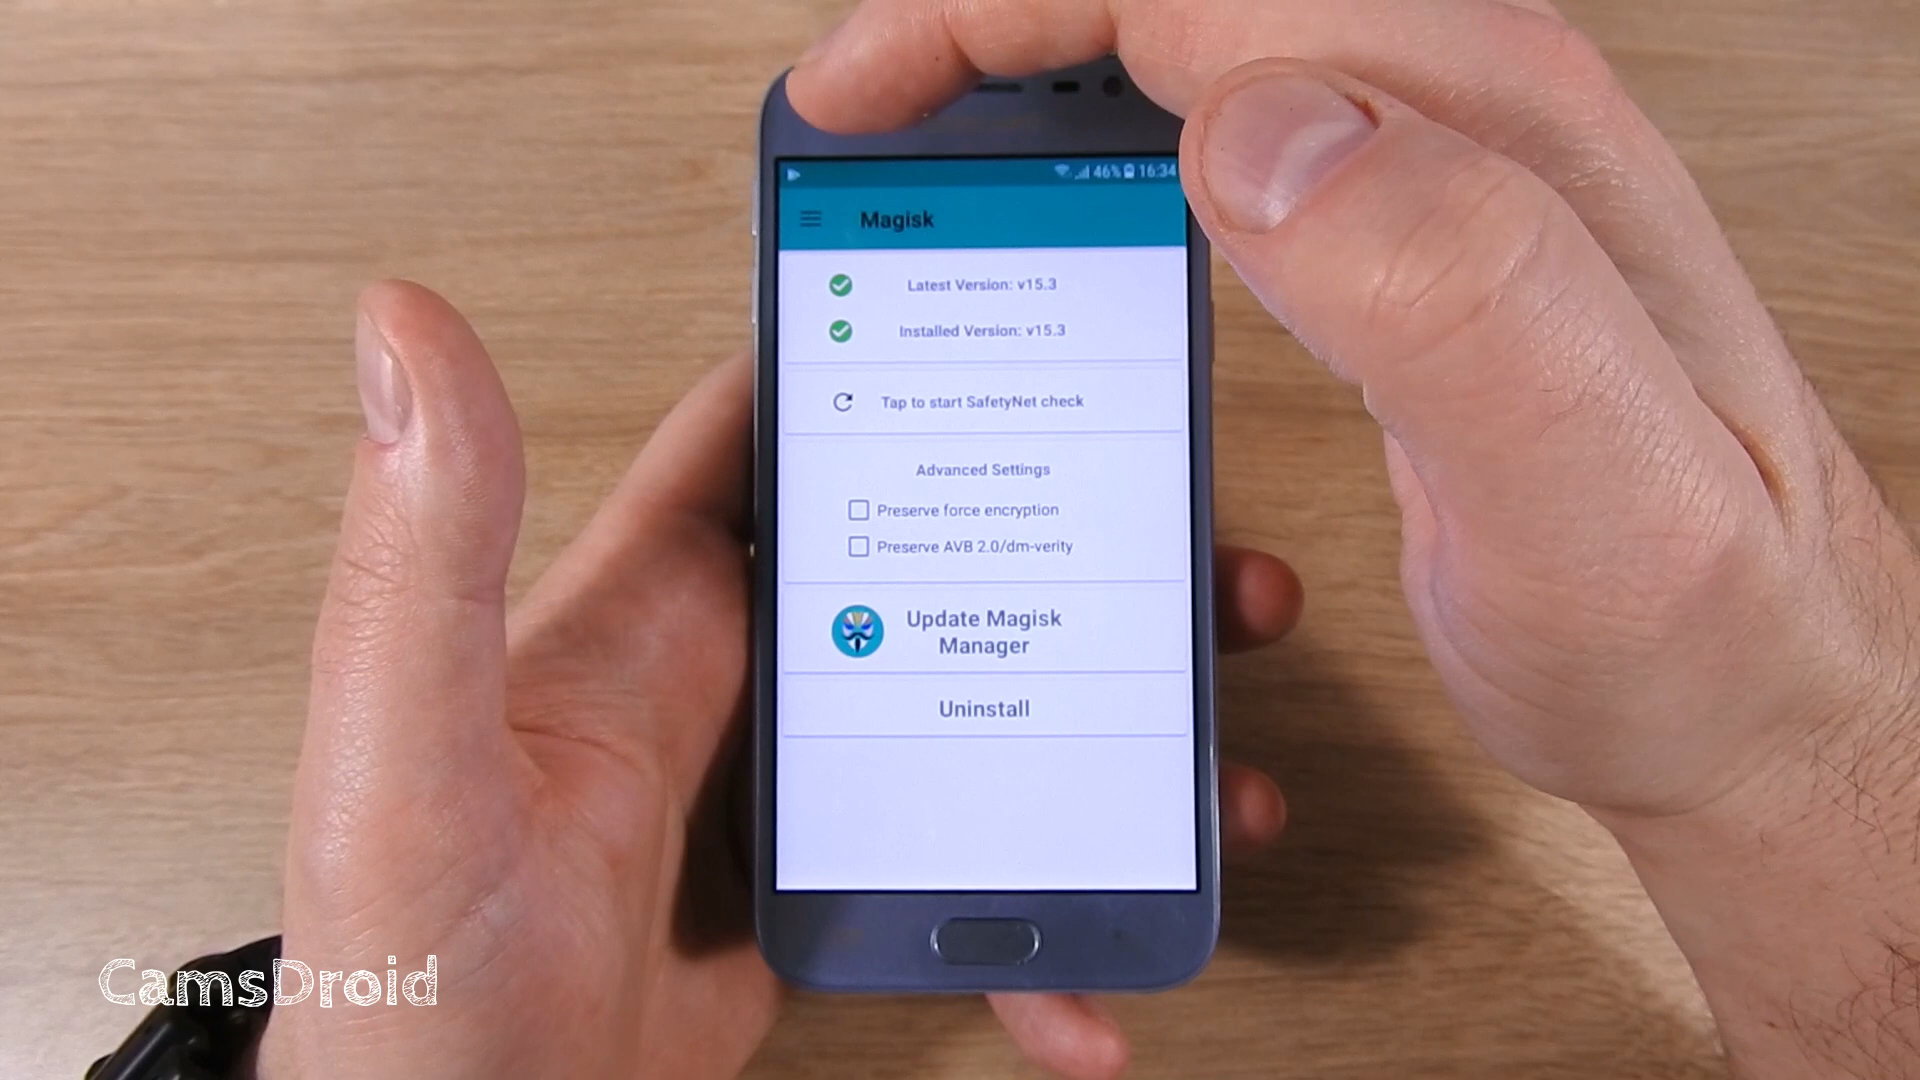 46% 16:34
Magisk
Latest Version: v15.3
Installed Version: v15.3
Tap to start SafetyNet check
Advanced Settings
Preserve force encryption
Preserve AVB 2.0/dm-verity
Update Magisk
Manager
Uninstall
CamsDroid